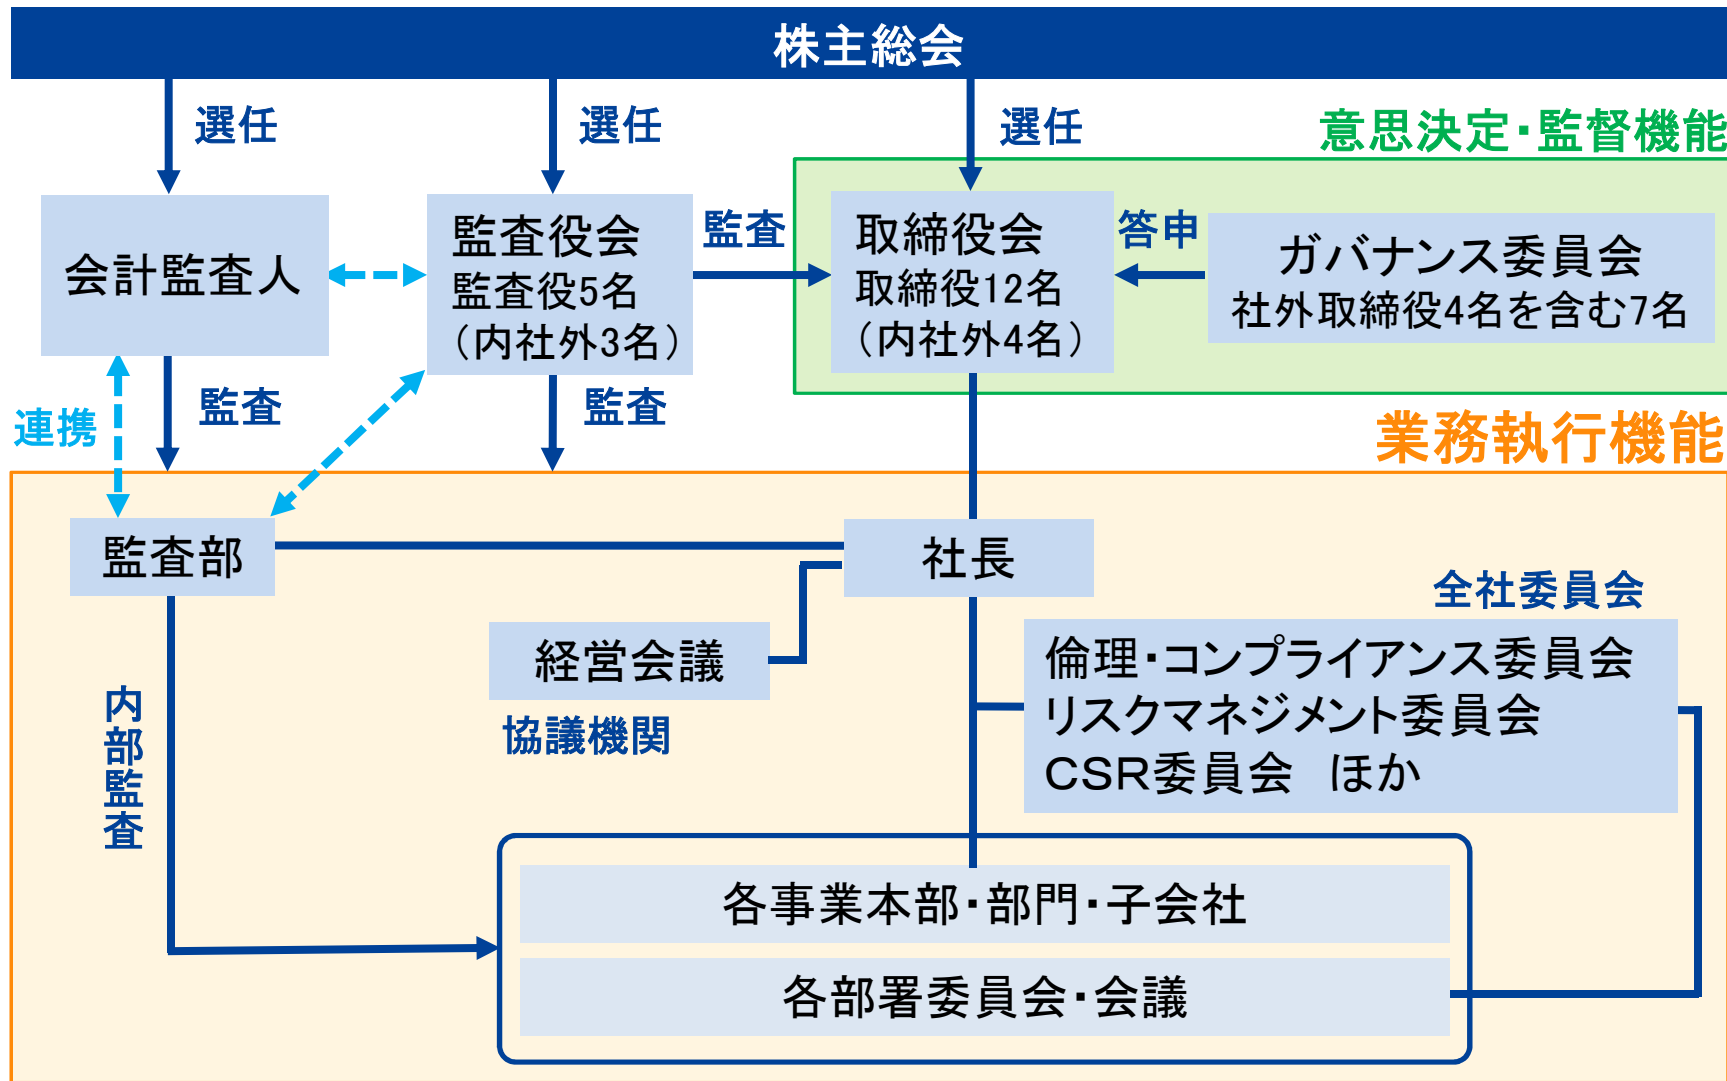 株主総会
選任
選任
選任
意思決定・監督機能
会計監査人
監査役会
監査役5名
（内社外3名）
監査
取締役会
取締役12名
（内社外4名）
答申
ガバナンス委員会
社外取締役4名を含む7名
連携
監査
監査
業務執行機能
監査部
社長
経営会議
協議機関
全社委員会
倫理・コンプライアンス委員会
リスクマネジメント委員会
CSR委員会　ほか
内部監査
各事業本部・部門・子会社
各部署委員会・会議